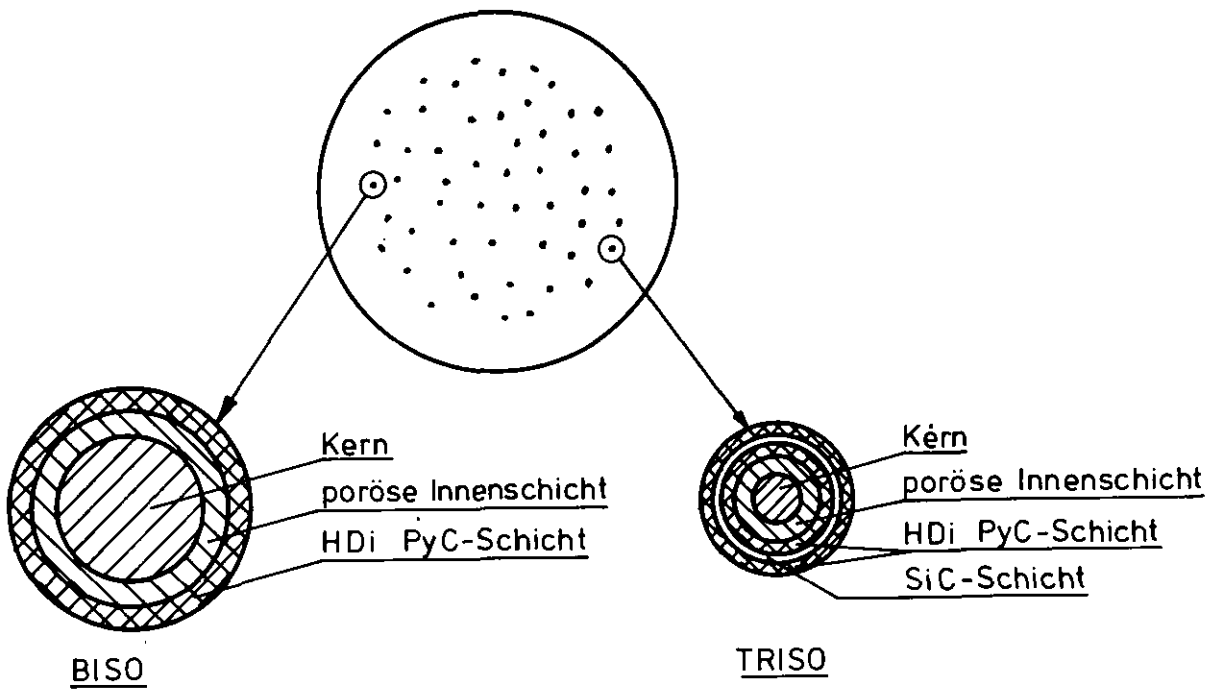 Kern
poröse Innenschicht
HDi PyC-Schicht
BISO
Kern
poröse Innenschicht
HDi PyC-Schicht
SiC-Schicht
TRISO